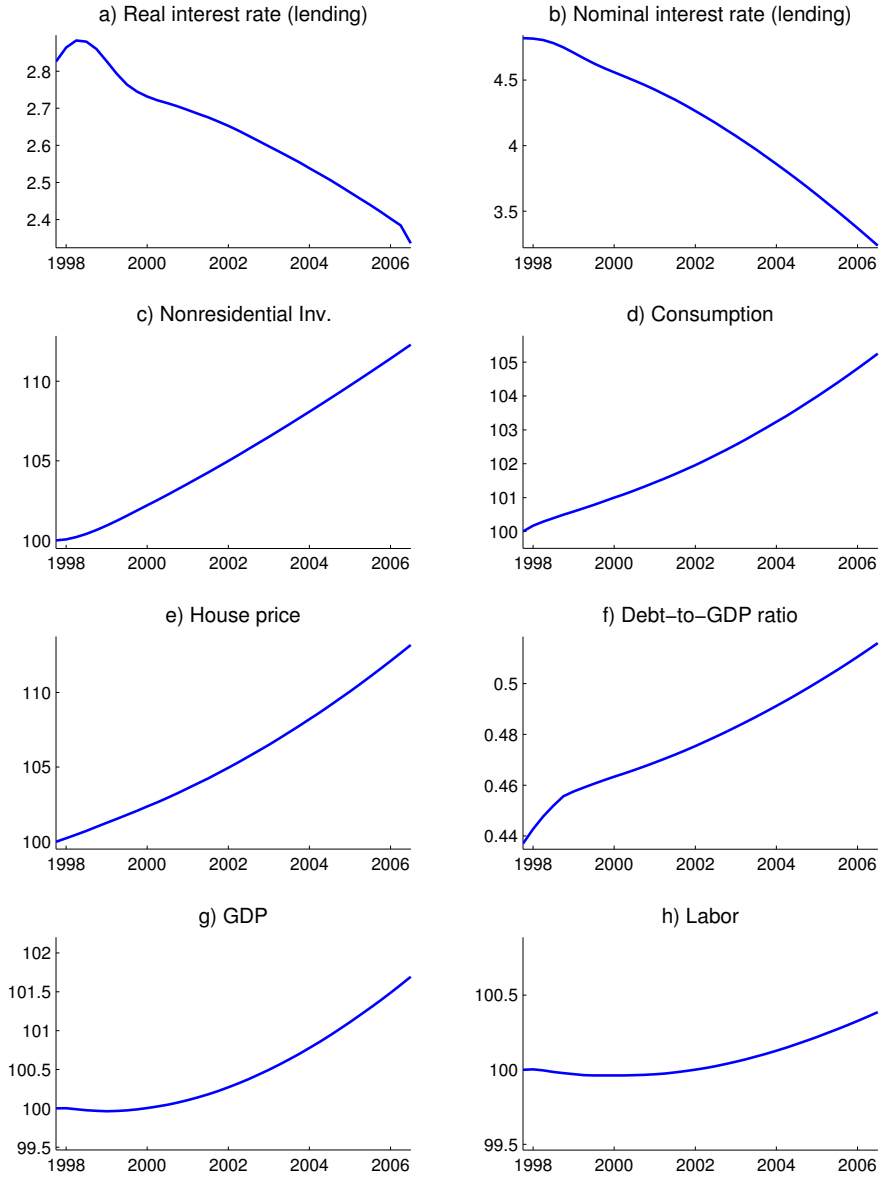 a) Real interest rate (lending)
2.8
2.7
2.6
2.5
2.4
1998 2000 2002 2004 2006
b) Nominal interest rate (lending)
4.5
4
3.5
1998 2000 2002 2004 2006
c) Nonresidential Inv.
110
105
100
1998 2000 2002 2004 2006
d) Consumption
105
104
103
102
101
100
1998 2000 2002 2004 2006
e) House price
110
105
100
1998 2000 2002 2004 2006
f) Debt−to−GDP ratio
0.5
0.48
0.46
0.44
1998 2000 2002 2004 2006
g) GDP
102
101.5
101
100.5
100
99.5
1998 2000 2002 2004 2006
h) Labor
100.5
100
99.5
1998 2000 2002 2004 2006